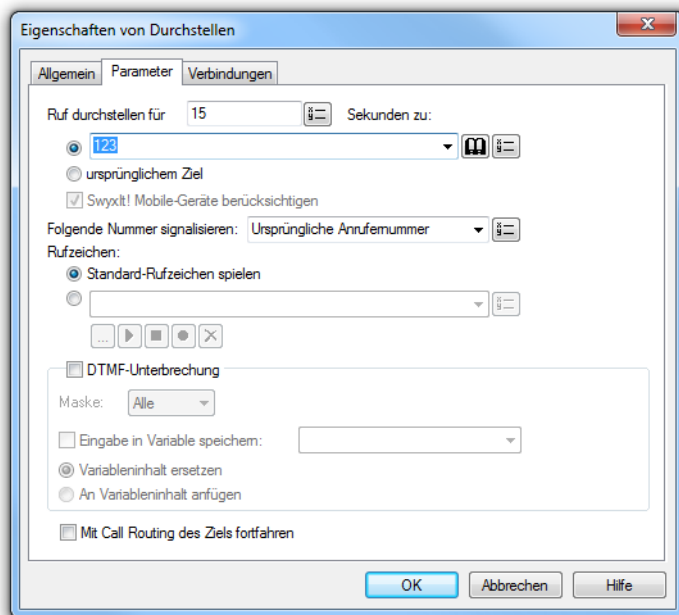 Eigenschaften von Durchstellen
Allgemein Parameter Verbindungen
Ruf durchstellen für 15 Sekunden zu:
123
ursprünglichem Ziel
SwyxIt! Mobile-Geräte berücksichtigen
Folgende Nummer signalisieren: Ursprüngliche Anrufernummer
Rufzeichen:
Standard-Rufzeichen spielen
...
DTMF-Unterbrechung
Maske: Alle
Eingabe in Variable speichern:
Variableninhalt ersetzen
An Variableninhalt anfügen
Mit Call Routing des Ziels fortfahren
OK Abbrechen Hilfe